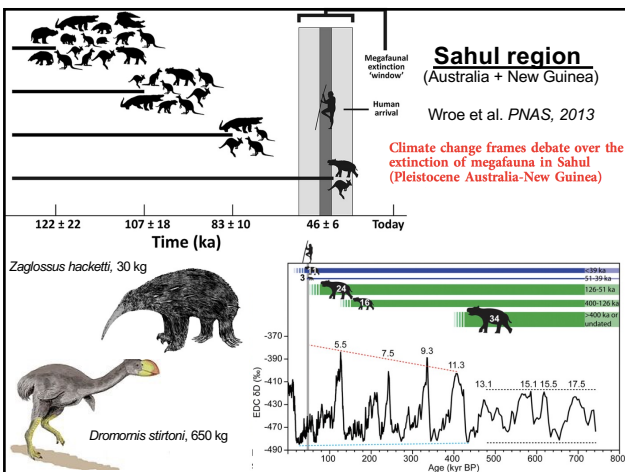 Megafaunal
extinction
'window'
Human
arrival
122 ± 22
107 ± 18
83 ± 10
46 ± 6
Today
Time (ka)
Sahul region
(Australia + New Guinea)
Wroe et al. PNAS, 2013
Climate change frames debate over the
extinction of megafauna in Sahul
(Pleistocene Australia-New Guinea)
Zaglossus hacketti, 30 kg
Dromornis stirtoni, 650 kg
<39 ka
3
51-39 ka
24
126-51 ka
16
400-126 ka
34
>400 ka or
undated
-370
-390
-410
-430
-450
-470
-490
EDC δD (‰)
5.5
7.5
9.3
11.3
13.1
15.1
15.5
17.5
100
200
300
400
500
600
700
800
Age (kyr BP)